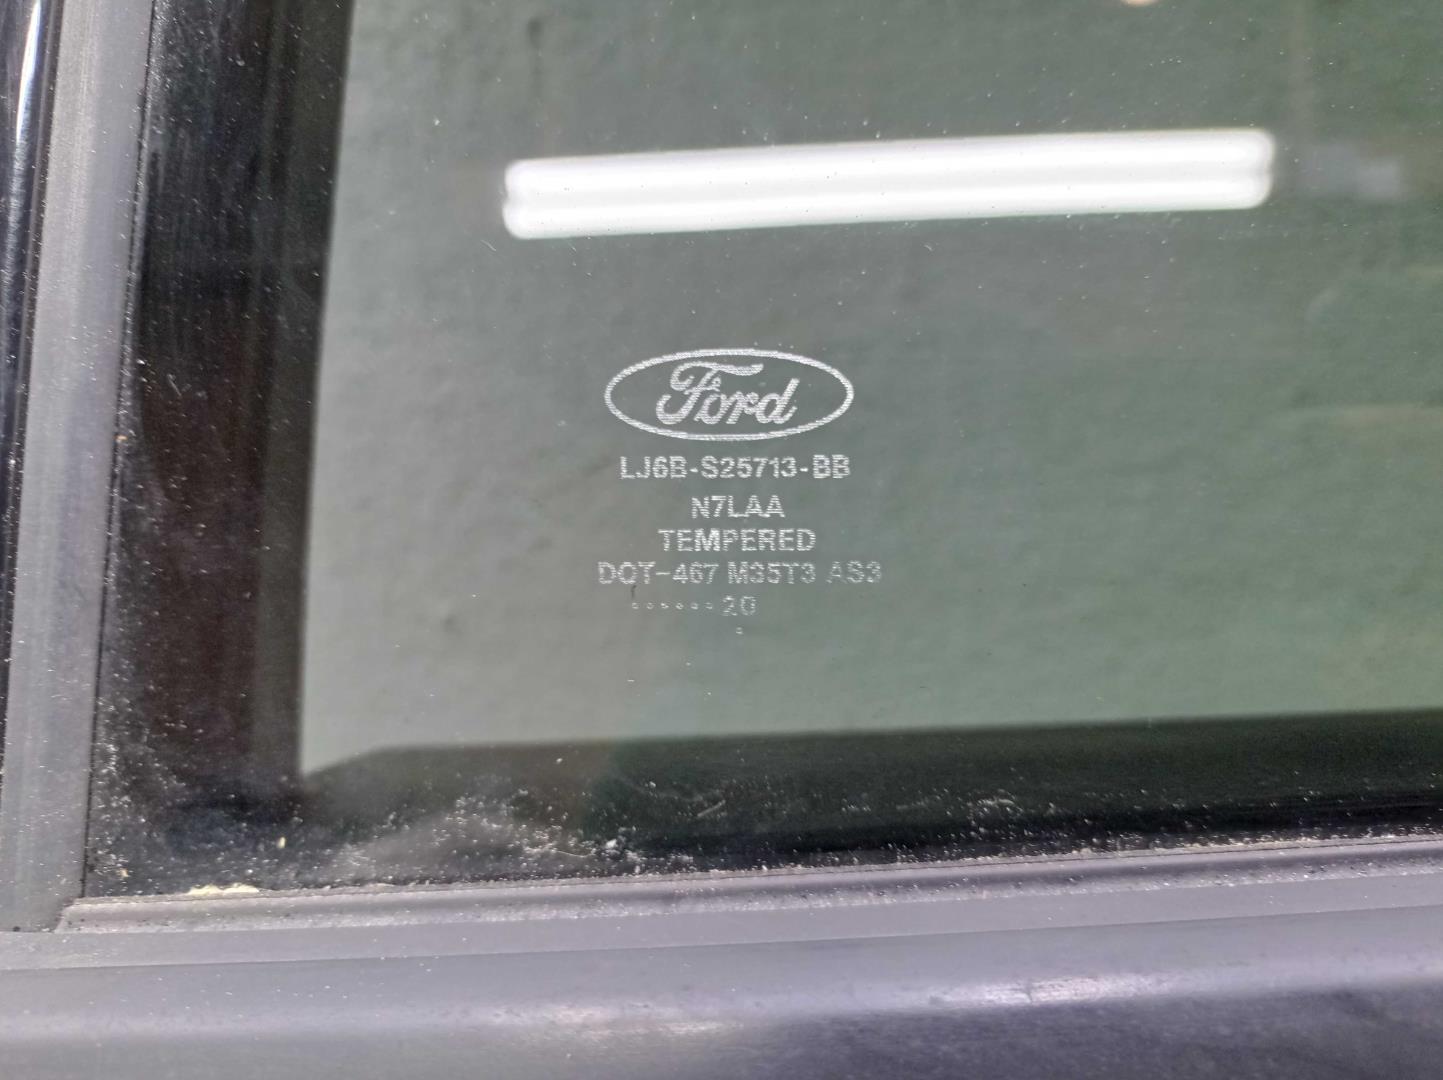 Ford
LJ6B-S25713-BB
N7LAA
TEMPERED
DOT-467 M35T3 AS3
······20